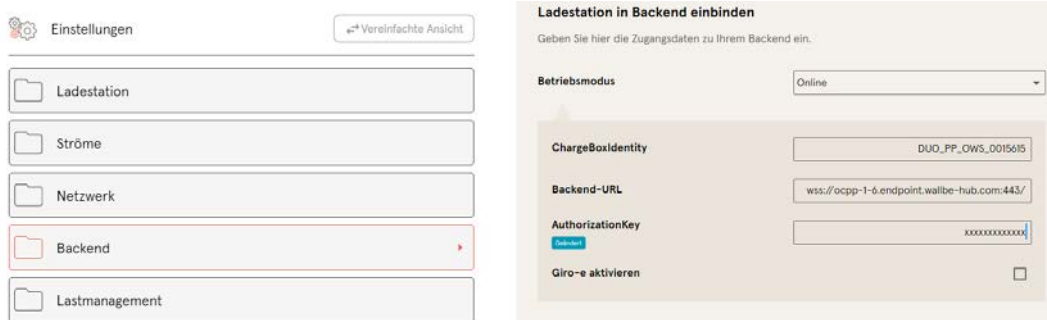 Einstellungen
Vereinfachte Ansicht
Ladestation
Ströme
Netzwerk
Backend
Lastmanagement
Ladestation in Backend einbinden
Geben Sie hier die Zugangsdaten zu Ihrem Backend ein.
Betriebsmodus
Online
ChargeBoxIdentity
DUO_PP_OWS_0015615
Backend-URL
wss://ocpp-1-6.endpoint.wallbe-hub.com:443/
AuthorizationKey
xxxxxxxxxxxxx
Geändert
Giro-e aktivieren